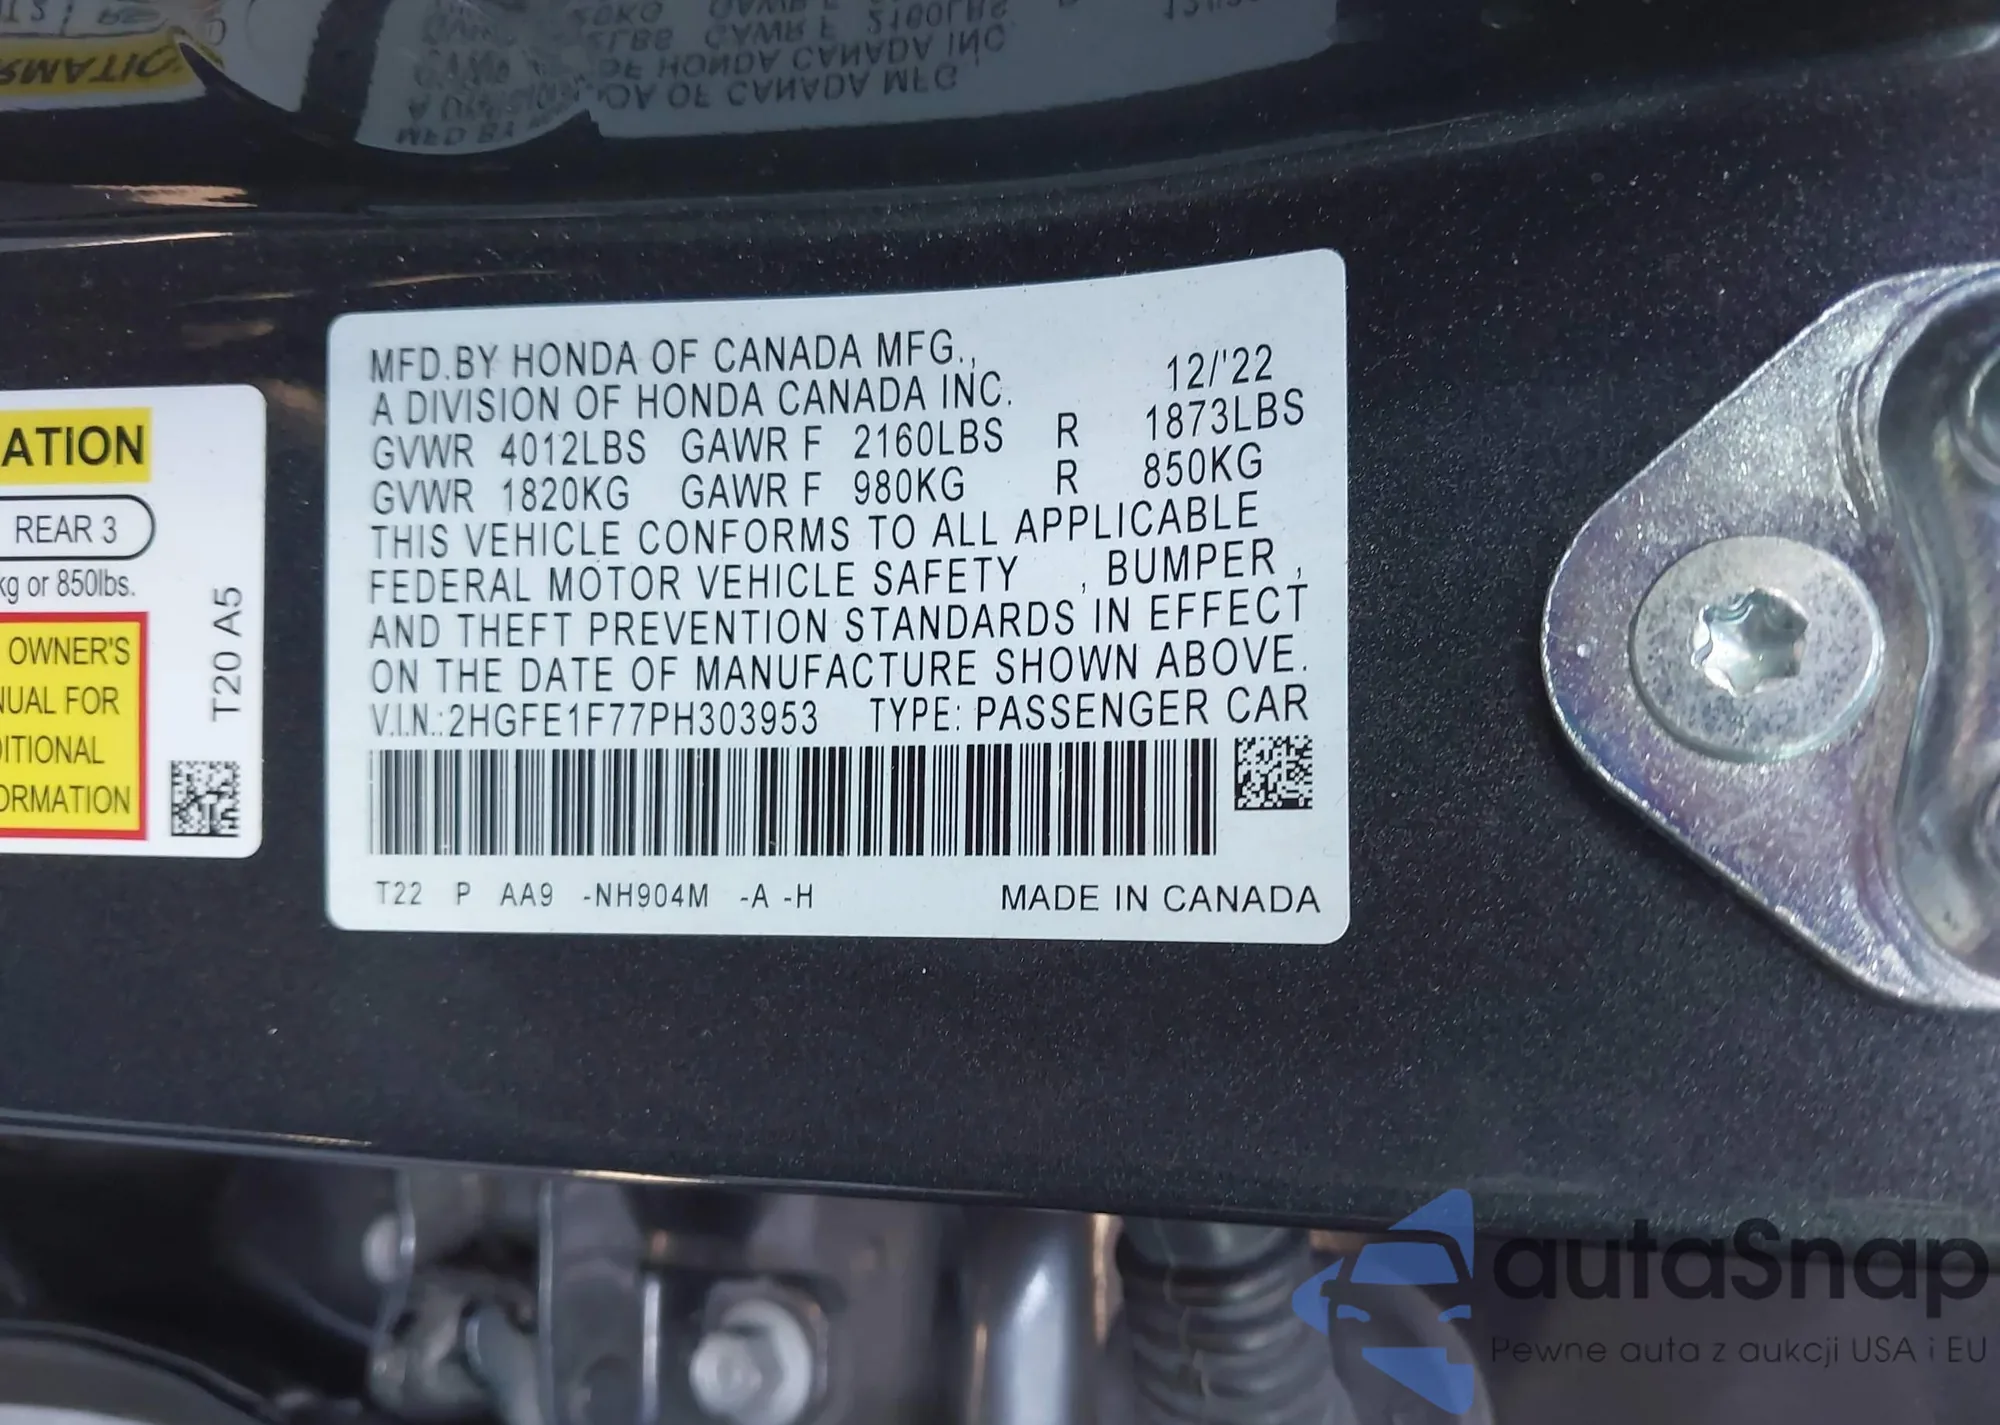 MFD.BY HONDA OF CANADA MFG.,
A DIVISION OF HONDA CANADA INC. 12/'22
GVWR 4012LBS GAWR F 2160LBS R 1873LBS
GVWR 1820KG GAWR F 980KG R 850KG
THIS VEHICLE CONFORMS TO ALL APPLICABLE
FEDERAL MOTOR VEHICLE SAFETY , BUMPER ,
AND THEFT PREVENTION STANDARDS IN EFFECT
ON THE DATE OF MANUFACTURE SHOWN ABOVE.
V.I.N.:2HGFE1F77PH303953 TYPE: PASSENGER CAR
T22 P AA9 -NH904M -A -H MADE IN CANADA
ATION
REAR 3
kg or 850lbs.
OWNER'S
NUAL FOR
DITIONAL
ORMATION
T20 A5
autaSnap
Pewne auta z aukcji USA i EU